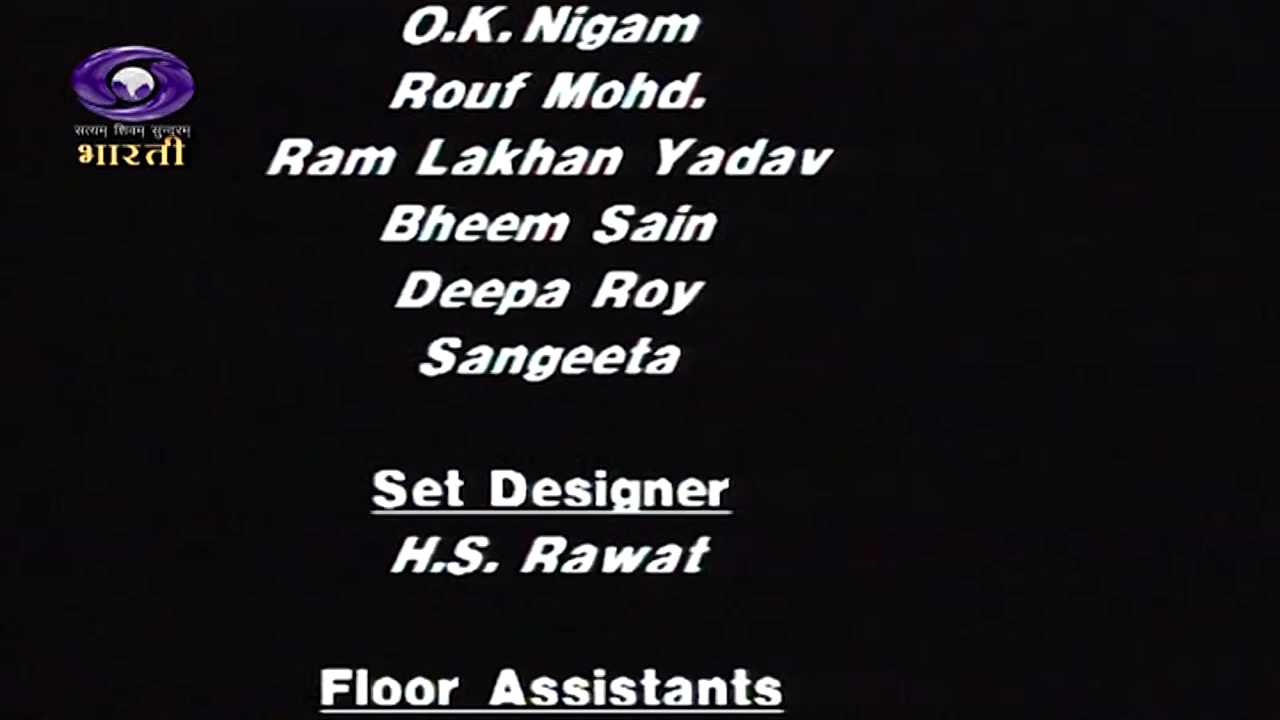 O.K. Nigam
Rouf Mohd.
सत्यम् शिवम् सुन्दरम्
भारती
Ram Lakhan Yadav
Bheem Sain
Deepa Roy
Sangeeta
Set Designer
H.S. Rawat
Floor Assistants